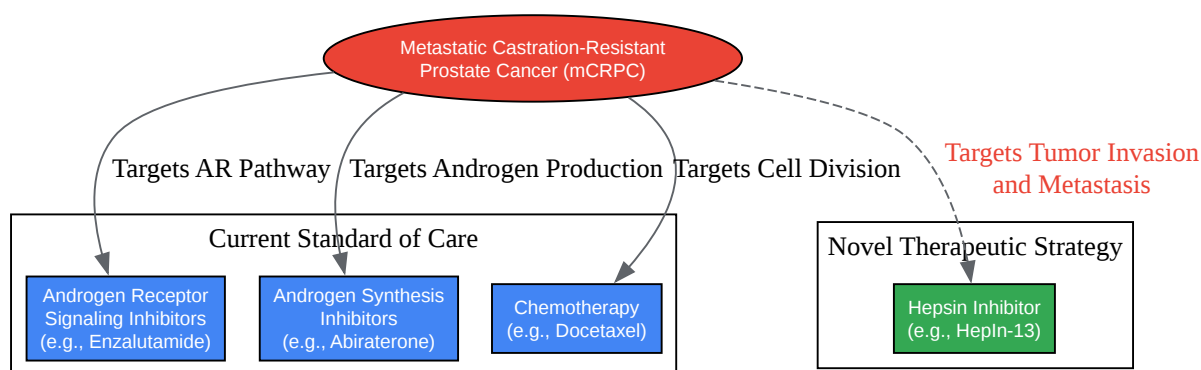 Metastatic Castration-Resistant
Prostate Cancer (mCRPC)
Targets AR Pathway
Targets Androgen Production
Targets Cell Division
Targets Tumor Invasion
and Metastasis
Current Standard of Care
Novel Therapeutic Strategy
Androgen Receptor
Signaling Inhibitors
(e.g., Enzalutamide)
Androgen Synthesis
Inhibitors
(e.g., Abiraterone)
Chemotherapy
(e.g., Docetaxel)
Hepsin Inhibitor
(e.g., HepIn-13)